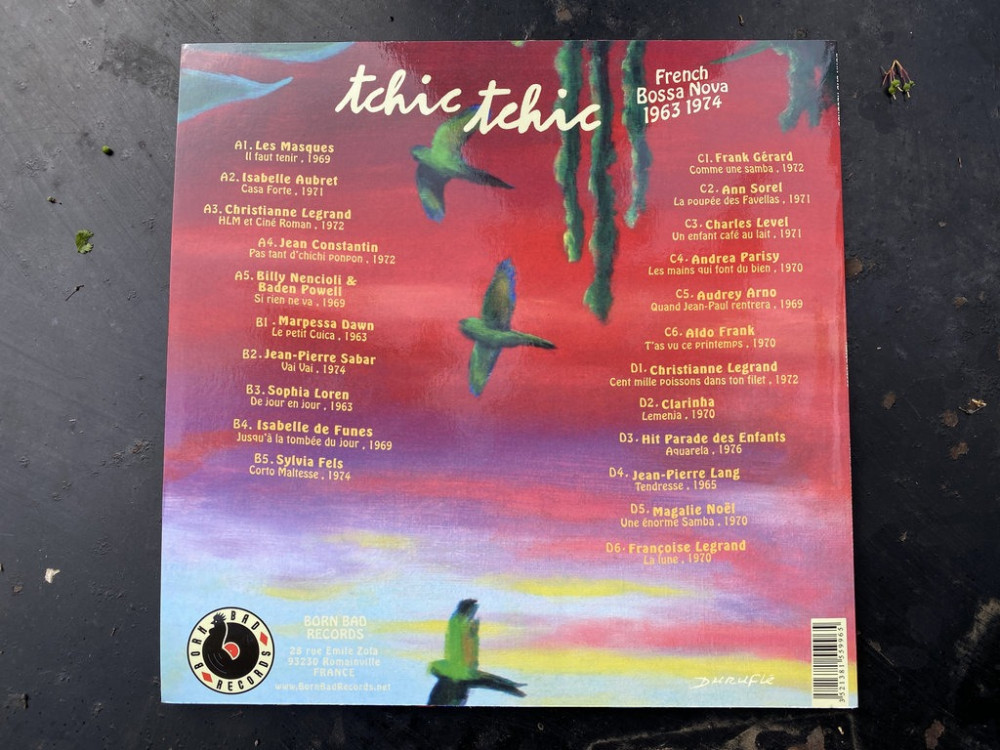 tchic tchic
French
Bossa Nova
1963 1974
A1. Les Masques
Il faut tenir, 1969
A2. Isabelle Aubret
Casa Forte, 1971
A3. Christianne Legrand
HLM et Ciné Roman, 1972
A4. Jean Constantin
Pas tant d'chichi ponpon, 1972
A5. Billy Nencioli &
Baden Powell
Si rien ne va, 1969
B1. Marpessa Dawn
Le petit Cuica, 1963
B2. Jean-Pierre Sabar
Vai Vai, 1974
B3. Sophia Loren
De jour en jour, 1963
B4. Isabelle de Funes
Jusqu'à la tombée du jour, 1969
B5. Sylvia Fels
Corto Maltesse, 1974
C1. Frank Gérard
Comme une samba, 1972
C2. Ann Sorel
La poupée des Favellas, 1971
C3. Charles Level
Un enfant café au lait, 1971
C4. Andrea Parisy
Les mains qui font du bien, 1970
C5. Audrey Arno
Quand Jean-Paul rentrera, 1969
C6. Aldo Frank
T'as vu ce printemps, 1970
D1. Christianne Legrand
Cent mille poissons dans ton filet, 1972
D2. Clarinha
Lemenja, 1970
D3. Hit Parade des Enfants
Aquarela, 1976
D4. Jean-Pierre Lang
Tendresse, 1965
D5. Magalie Noël
Une énorme Samba, 1970
D6. Françoise Legrand
La lune, 1970
BORN BAD
RECORDS
BORN BAD
RECORDS
28 rue Emile Zola
93230 Romainville
FRANCE
www.BornBadRecords.net
3 521381 559965